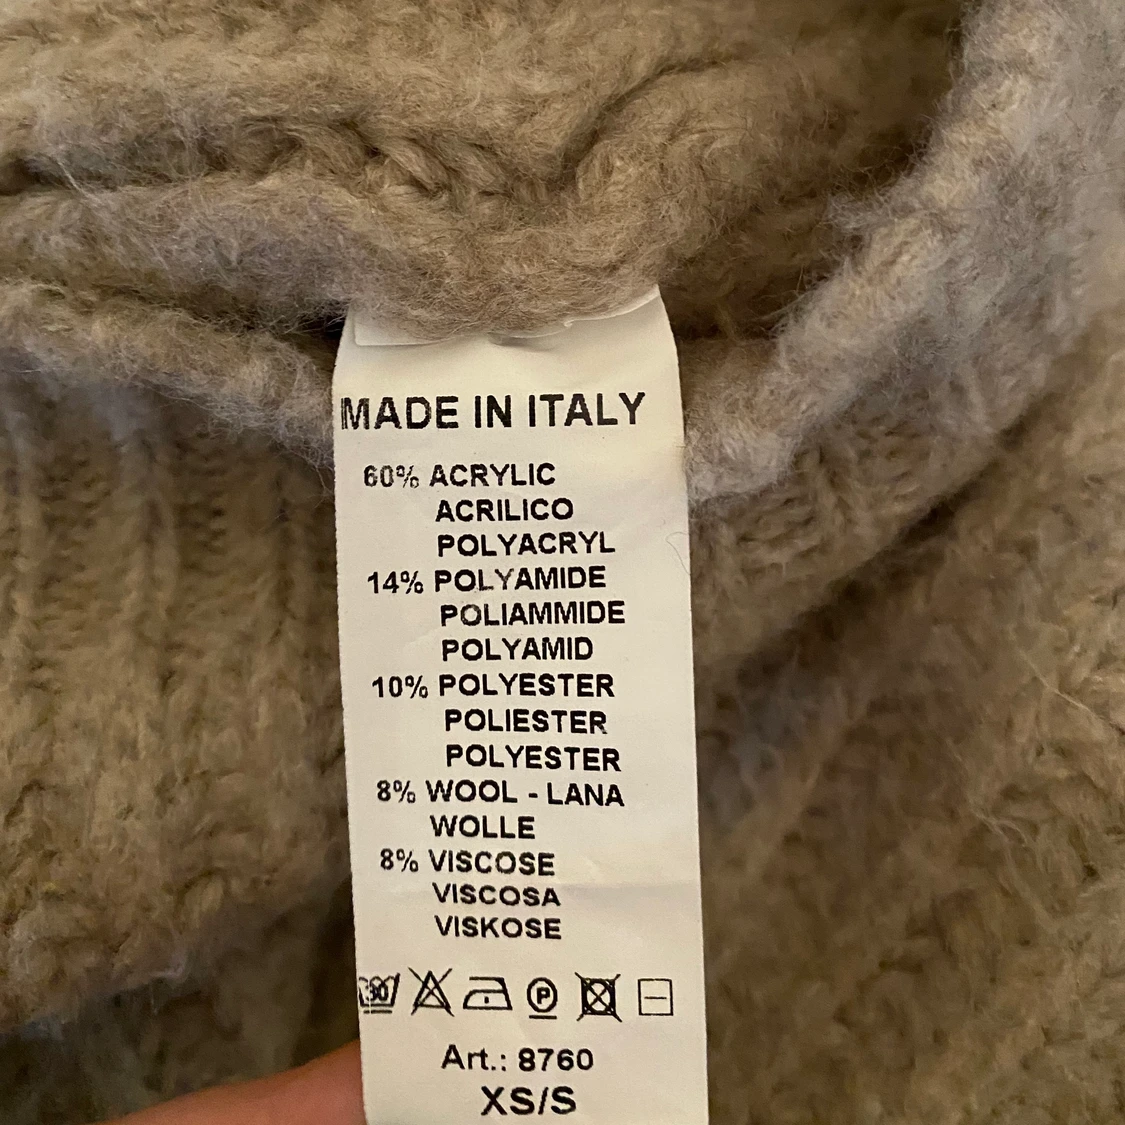 MADE IN ITALY
60% ACRYLIC
ACRILICO
POLYACRYL
14% POLYAMIDE
POLIAMMIDE
POLYAMID
10% POLYESTER
POLIESTER
POLYESTER
8% WOOL - LANA
WOLLE
8% VISCOSE
VISCOSA
VISKOSE
30 P
Art.: 8760
XS/S